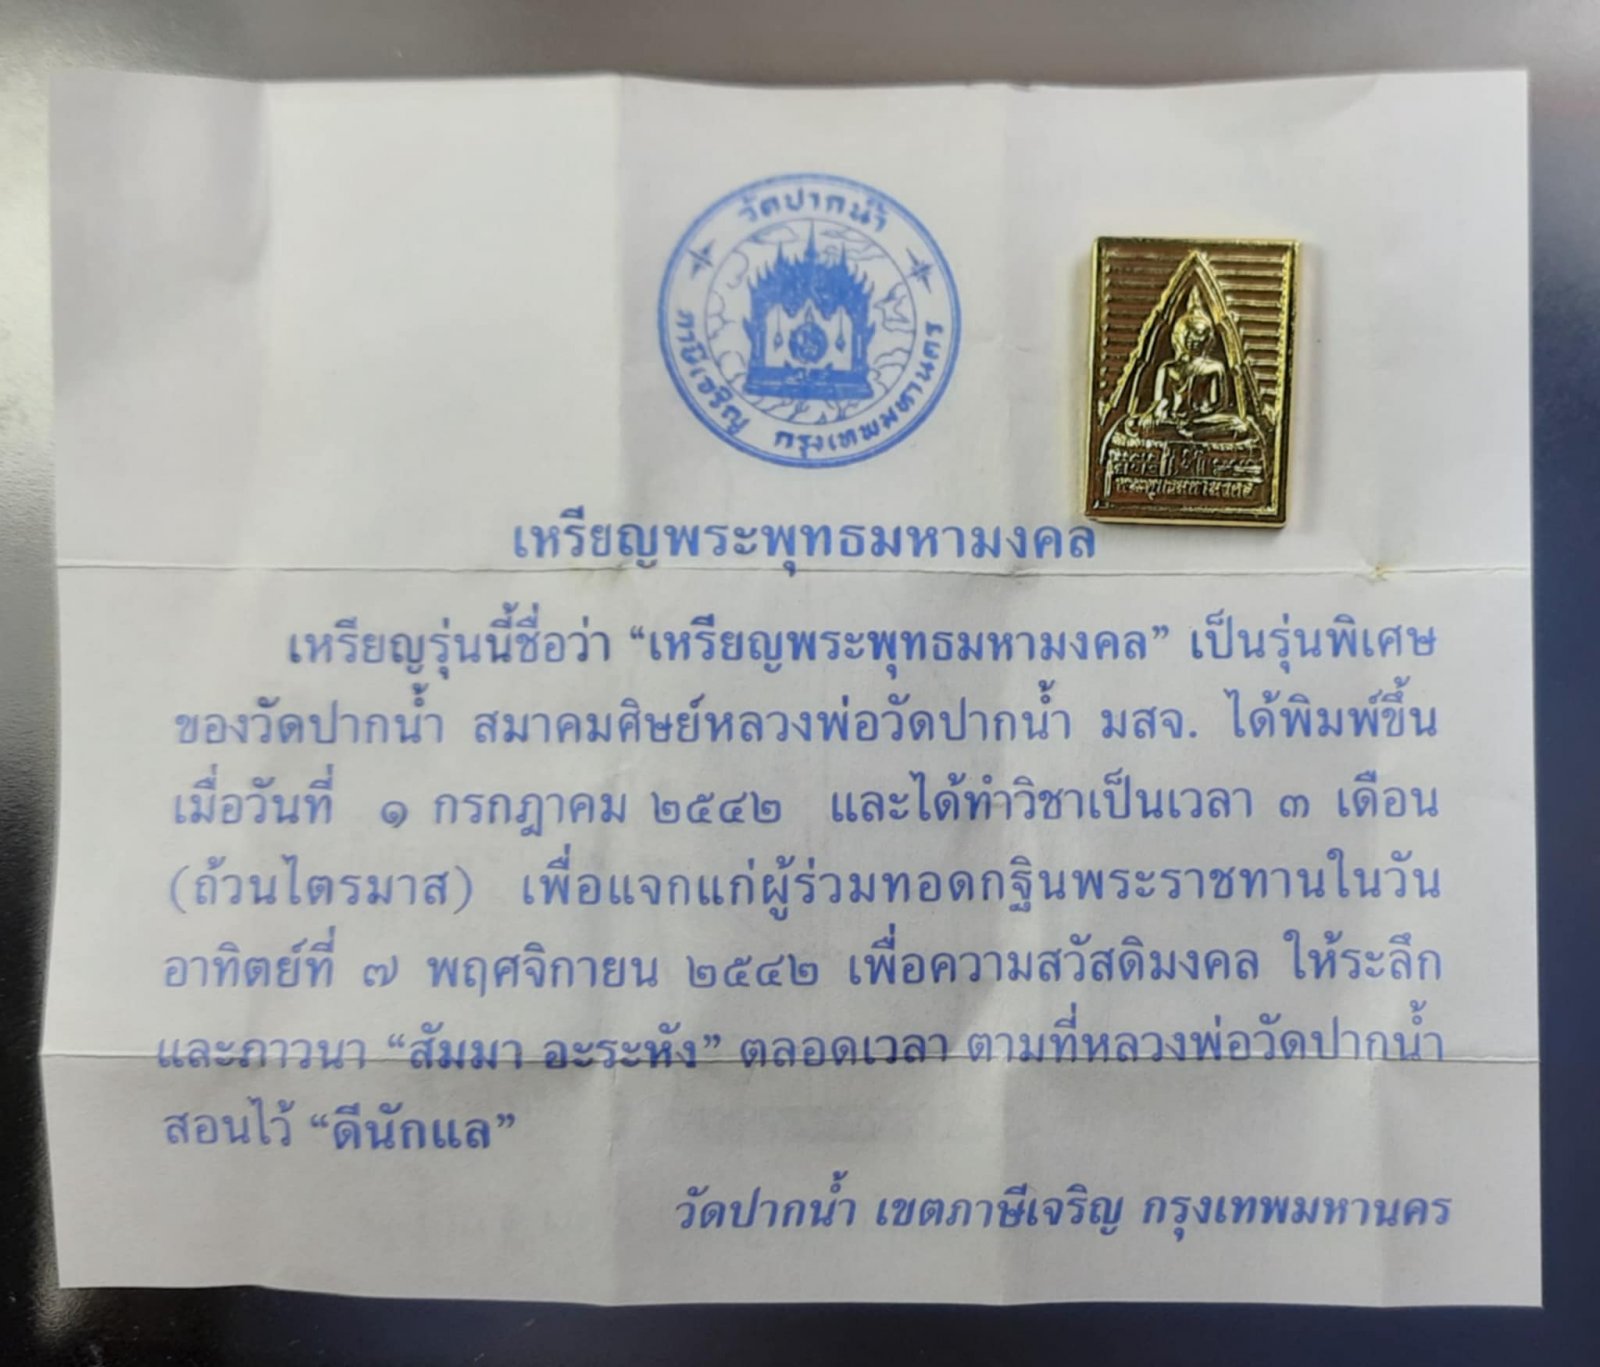 วัดปากน้ำ
ภาษีเจริญ กรุงเทพมหานคร
เหรียญพระพุทธมหามงคล
เหรียญรุ่นนี้ชื่อว่า “เหรียญพระพุทธมหามงคล” เป็นรุ่นพิเศษ
ของวัดปากน้ำ สมาคมศิษย์หลวงพ่อวัดปากน้ำ มสจ. ได้พิมพ์ขึ้น
เมื่อวันที่ ๑ กรกฎาคม ๒๕๔๒ และได้ทำวิชาเป็นเวลา ๓ เดือน
(ถ้วนไตรมาส) เพื่อแจกแก่ผู้ร่วมทอดกฐินพระราชทานในวัน
อาทิตย์ที่ ๗ พฤศจิกายน ๒๕๔๒ เพื่อความสวัสดิมงคล ให้ระลึก
และภาวนา “สัมมา อะระหัง” ตลอดเวลา ตามที่หลวงพ่อวัดปากน้ำ
สอนไว้ “ดีนักแล”
วัดปากน้ำ เขตภาษีเจริญ กรุงเทพมหานคร